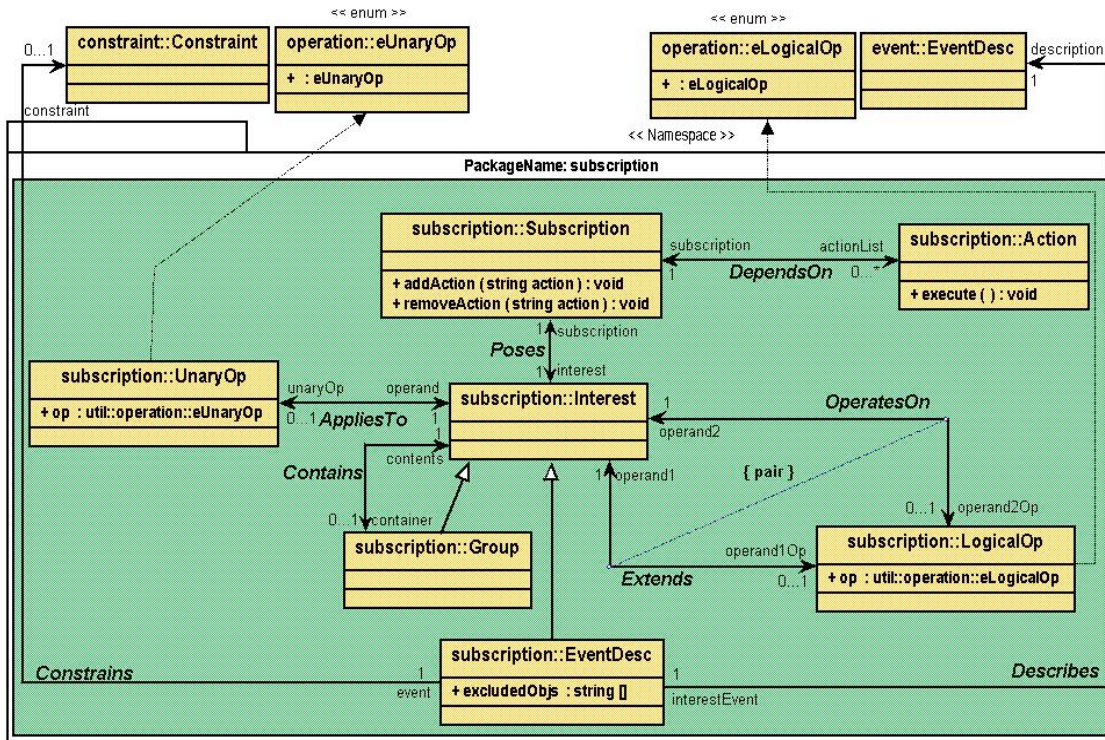 << enum >>
<< enum >>
0...1
constraint::Constraint
operation::eUnaryOp
+ : eUnaryOp
operation::eLogicalOp
+ : eLogicalOp
event::EventDesc
description
1
constraint
<< Namespace >>
PackageName: subscription
subscription::Subscription
+ addAction ( string action ) : void
+ removeAction ( string action ) : void
subscription
1
DependsOn
actionList
0...*
subscription::Action
+ execute ( ) : void
1
subscription
Poses
1
interest
subscription::UnaryOp
+ op : util::operation::eUnaryOp
unaryOp
0...1
AppliesTo
operand
1
subscription::Interest
1
operand2
OperatesOn
1
contents
Contains
0...1
container
subscription::Group
1
operand1
{ pair }
0...1
operand2Op
operand1Op
0...1
Extends
subscription::LogicalOp
+ op : util::operation::eLogicalOp
Constrains
1
event
subscription::EventDesc
+ excludedObjs : string []
1
interestEvent
Describes